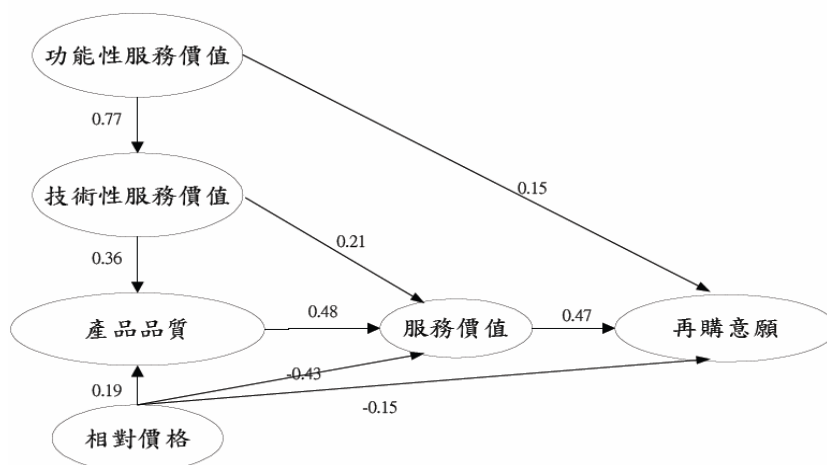 功能性服務價值
0.77
0.15
技術性服務價值
0.21
0.36
產品品質
0.48
服務價值
0.47
再購意願
0.19
-0.43
-0.15
相對價格